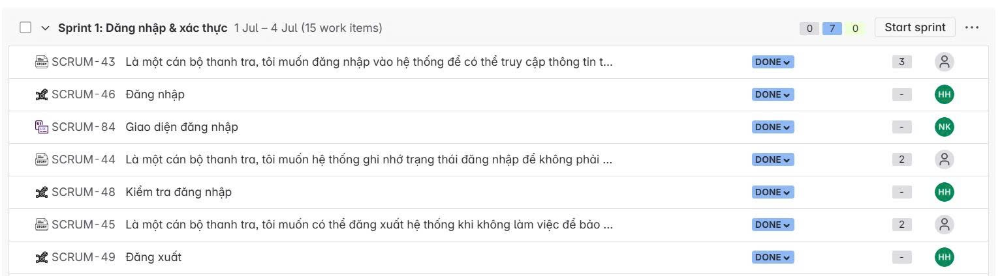 Sprint 1: Đăng nhập & xác thực 1 Jul – 4 Jul (15 work items) 0 7 0 Start sprint
STORY SCRUM-43 Là một cán bộ thanh tra, tôi muốn đăng nhập vào hệ thống để có thể truy cập thông tin t... DONE 3
SCRUM-46 Đăng nhập DONE - HH
UI UX SCRUM-84 Giao diện đăng nhập DONE - NK
STORY SCRUM-44 Là một cán bộ thanh tra, tôi muốn hệ thống ghi nhớ trạng thái đăng nhập để không phải ... DONE 2
SCRUM-48 Kiểm tra đăng nhập DONE - HH
STORY SCRUM-45 Là một cán bộ thanh tra, tôi muốn có thể đăng xuất hệ thống khi không làm việc để bảo ... DONE 2
SCRUM-49 Đăng xuất DONE - HH